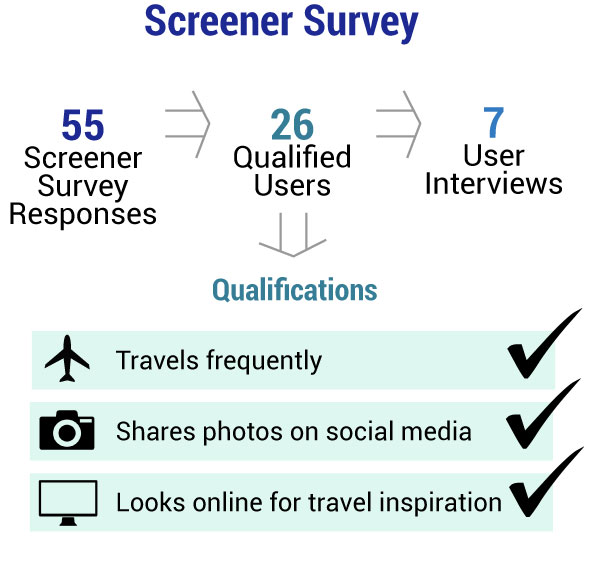 Screener Survey
55
Screener
Survey
Responses
26
Qualified
Users
7
User
Interviews
Qualifications
Travels frequently
Shares photos on social media
Looks online for travel inspiration